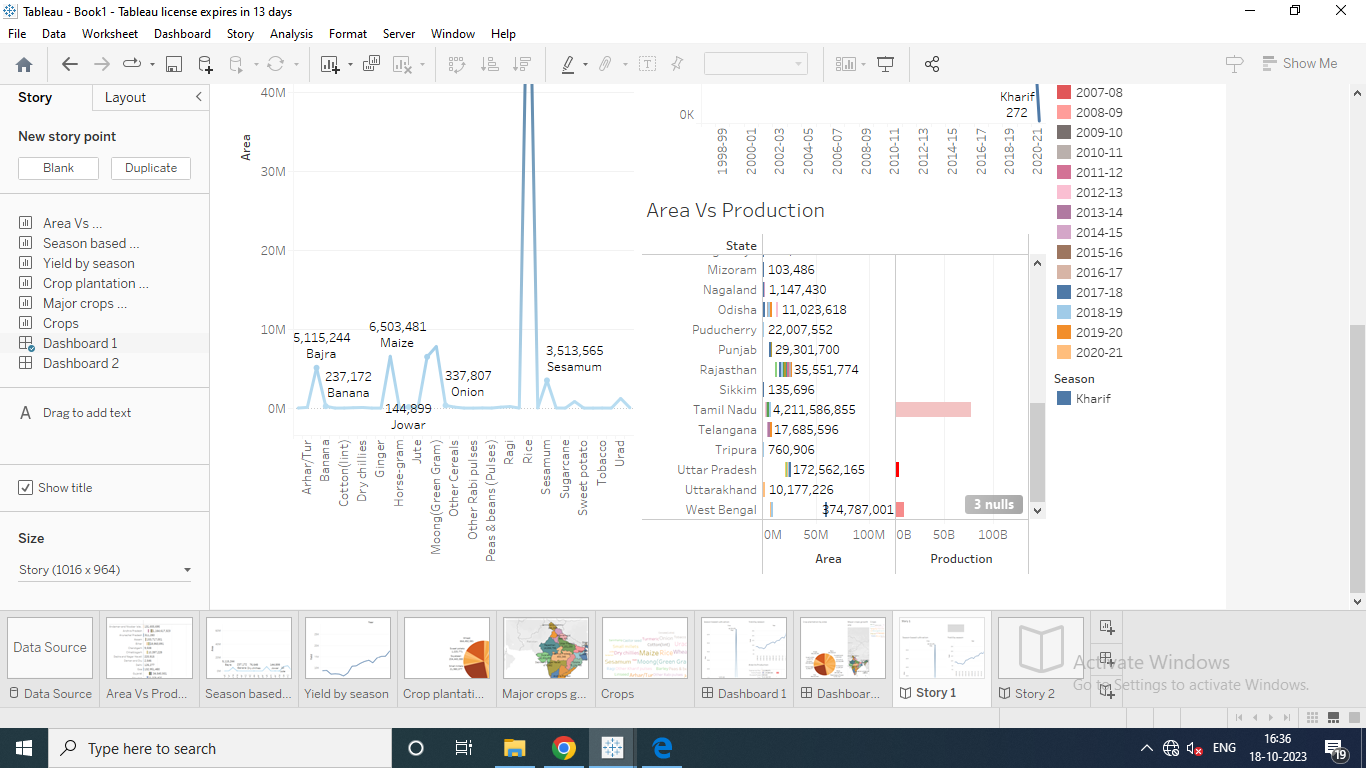 Tableau - Book1 - Tableau license expires in 13 days
File Data Worksheet Dashboard Story Analysis Format Server Window Help
Show Me
Story Layout
New story point
Blank Duplicate
Area Vs ...
Season based ...
Yield by season
Crop plantation ...
Major crops ...
Crops
Dashboard 1
Dashboard 2
A Drag to add text
Show title
Size
Story (1016 x 964)
Area
40M
30M
20M
10M
0M
5,115,244
Bajra
237,172
Banana
6,503,481
Maize
144,899
Jowar
337,807
Onion
3,513,565
Sesamum
Arhar/Tur
Banana
Cotton(lint)
Dry chillies
Ginger
Horse-gram
Jute
Moong(Green Gram)
Other Cereals
Other Rabi pulses
Peas & beans (Pulses)
Ragi
Rice
Sesamum
Sugarcane
Sweet potato
Tobacco
Urad
Kharif
272
0K
1998-99
2000-01
2002-03
2004-05
2006-07
2008-09
2010-11
2012-13
2014-15
2016-17
2018-19
2020-21
Area Vs Production
State
Mizoram 103,486
Nagaland 1,147,430
Odisha 11,023,618
Puducherry 22,007,552
Punjab 29,301,700
Rajasthan 35,551,774
Sikkim 135,696
Tamil Nadu 4,211,586,855
Telangana 17,685,596
Tripura 760,906
Uttar Pradesh 172,562,165
Uttarakhand 10,177,226
West Bengal 374,787,001
3 nulls
0M 50M 100M 0B 50B 100B
Area Production
2007-08
2008-09
2009-10
2010-11
2011-12
2012-13
2013-14
2014-15
2015-16
2016-17
2017-18
2018-19
2019-20
2020-21
Season
Kharif
Data Source
Data Source Area Vs Prod... Season based... Yield by season Crop plantati... Major crops g... Crops Dashboard 1 Dashboar... Story 1 Story 2
Activate Windows
Go to Settings to activate Windows.
Type here to search
ENG
16:36
18-10-2023
19